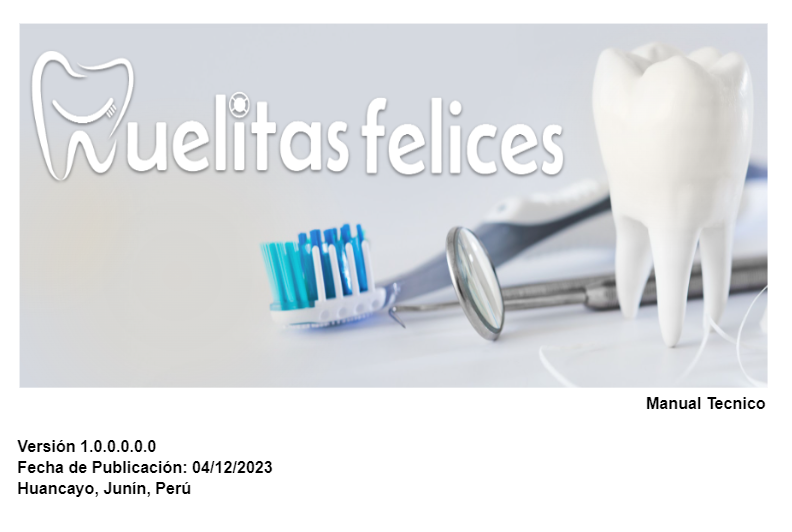 Muelitas felices
Manual Tecnico
Versión 1.0.0.0.0.0
Fecha de Publicación: 04/12/2023
Huancayo, Junín, Perú